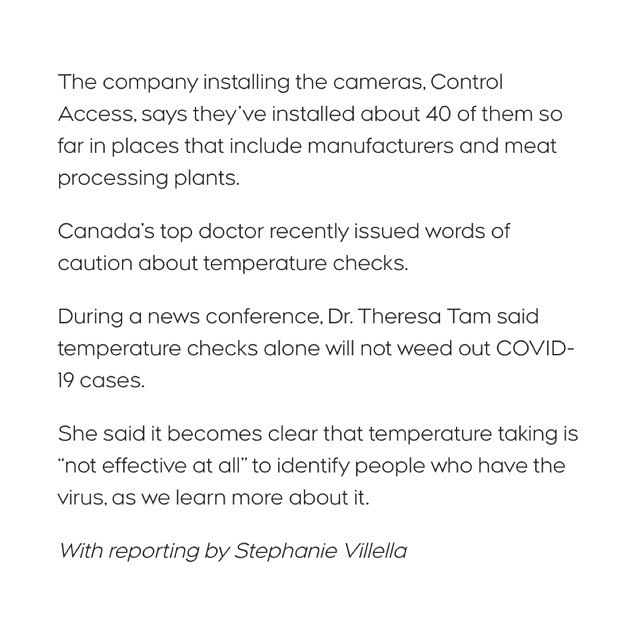 The company installing the cameras, Control
Access, says they've installed about 40 of them so
far in places that include manufacturers and meat
processing plants.
Canada's top doctor recently issued words of
caution about temperature checks.
During a news conference, Dr. Theresa Tam said
temperature checks alone will not weed out COVID-
19 cases.
She said it becomes clear that temperature taking is
“not effective at all” to identify people who have the
virus, as we learn more about it.
With reporting by Stephanie Villella